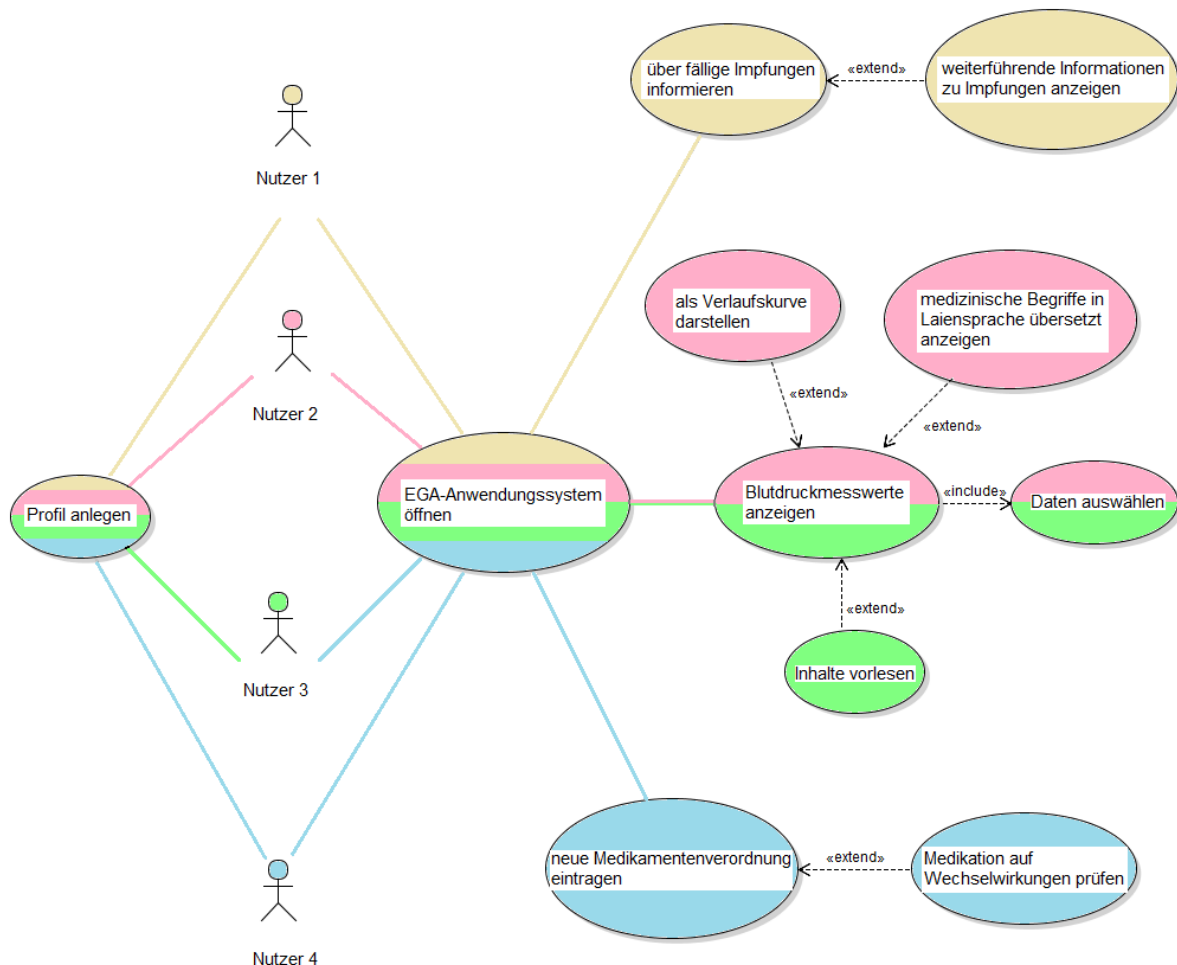 über fällige Impfungen
informieren
«extend»
weiterführende Informationen
zu Impfungen anzeigen
Nutzer 1
als Verlaufskurve
darstellen
medizinische Begriffe in
Laiensprache übersetzt
anzeigen
Nutzer 2
«extend»
«extend»
Profil anlegen
EGA-Anwendungssystem
öffnen
Blutdruckmesswerte
anzeigen
«include»
Daten auswählen
«extend»
Inhalte vorlesen
Nutzer 3
neue Medikamentenverordnung
eintragen
«extend»
Medikation auf
Wechselwirkungen prüfen
Nutzer 4